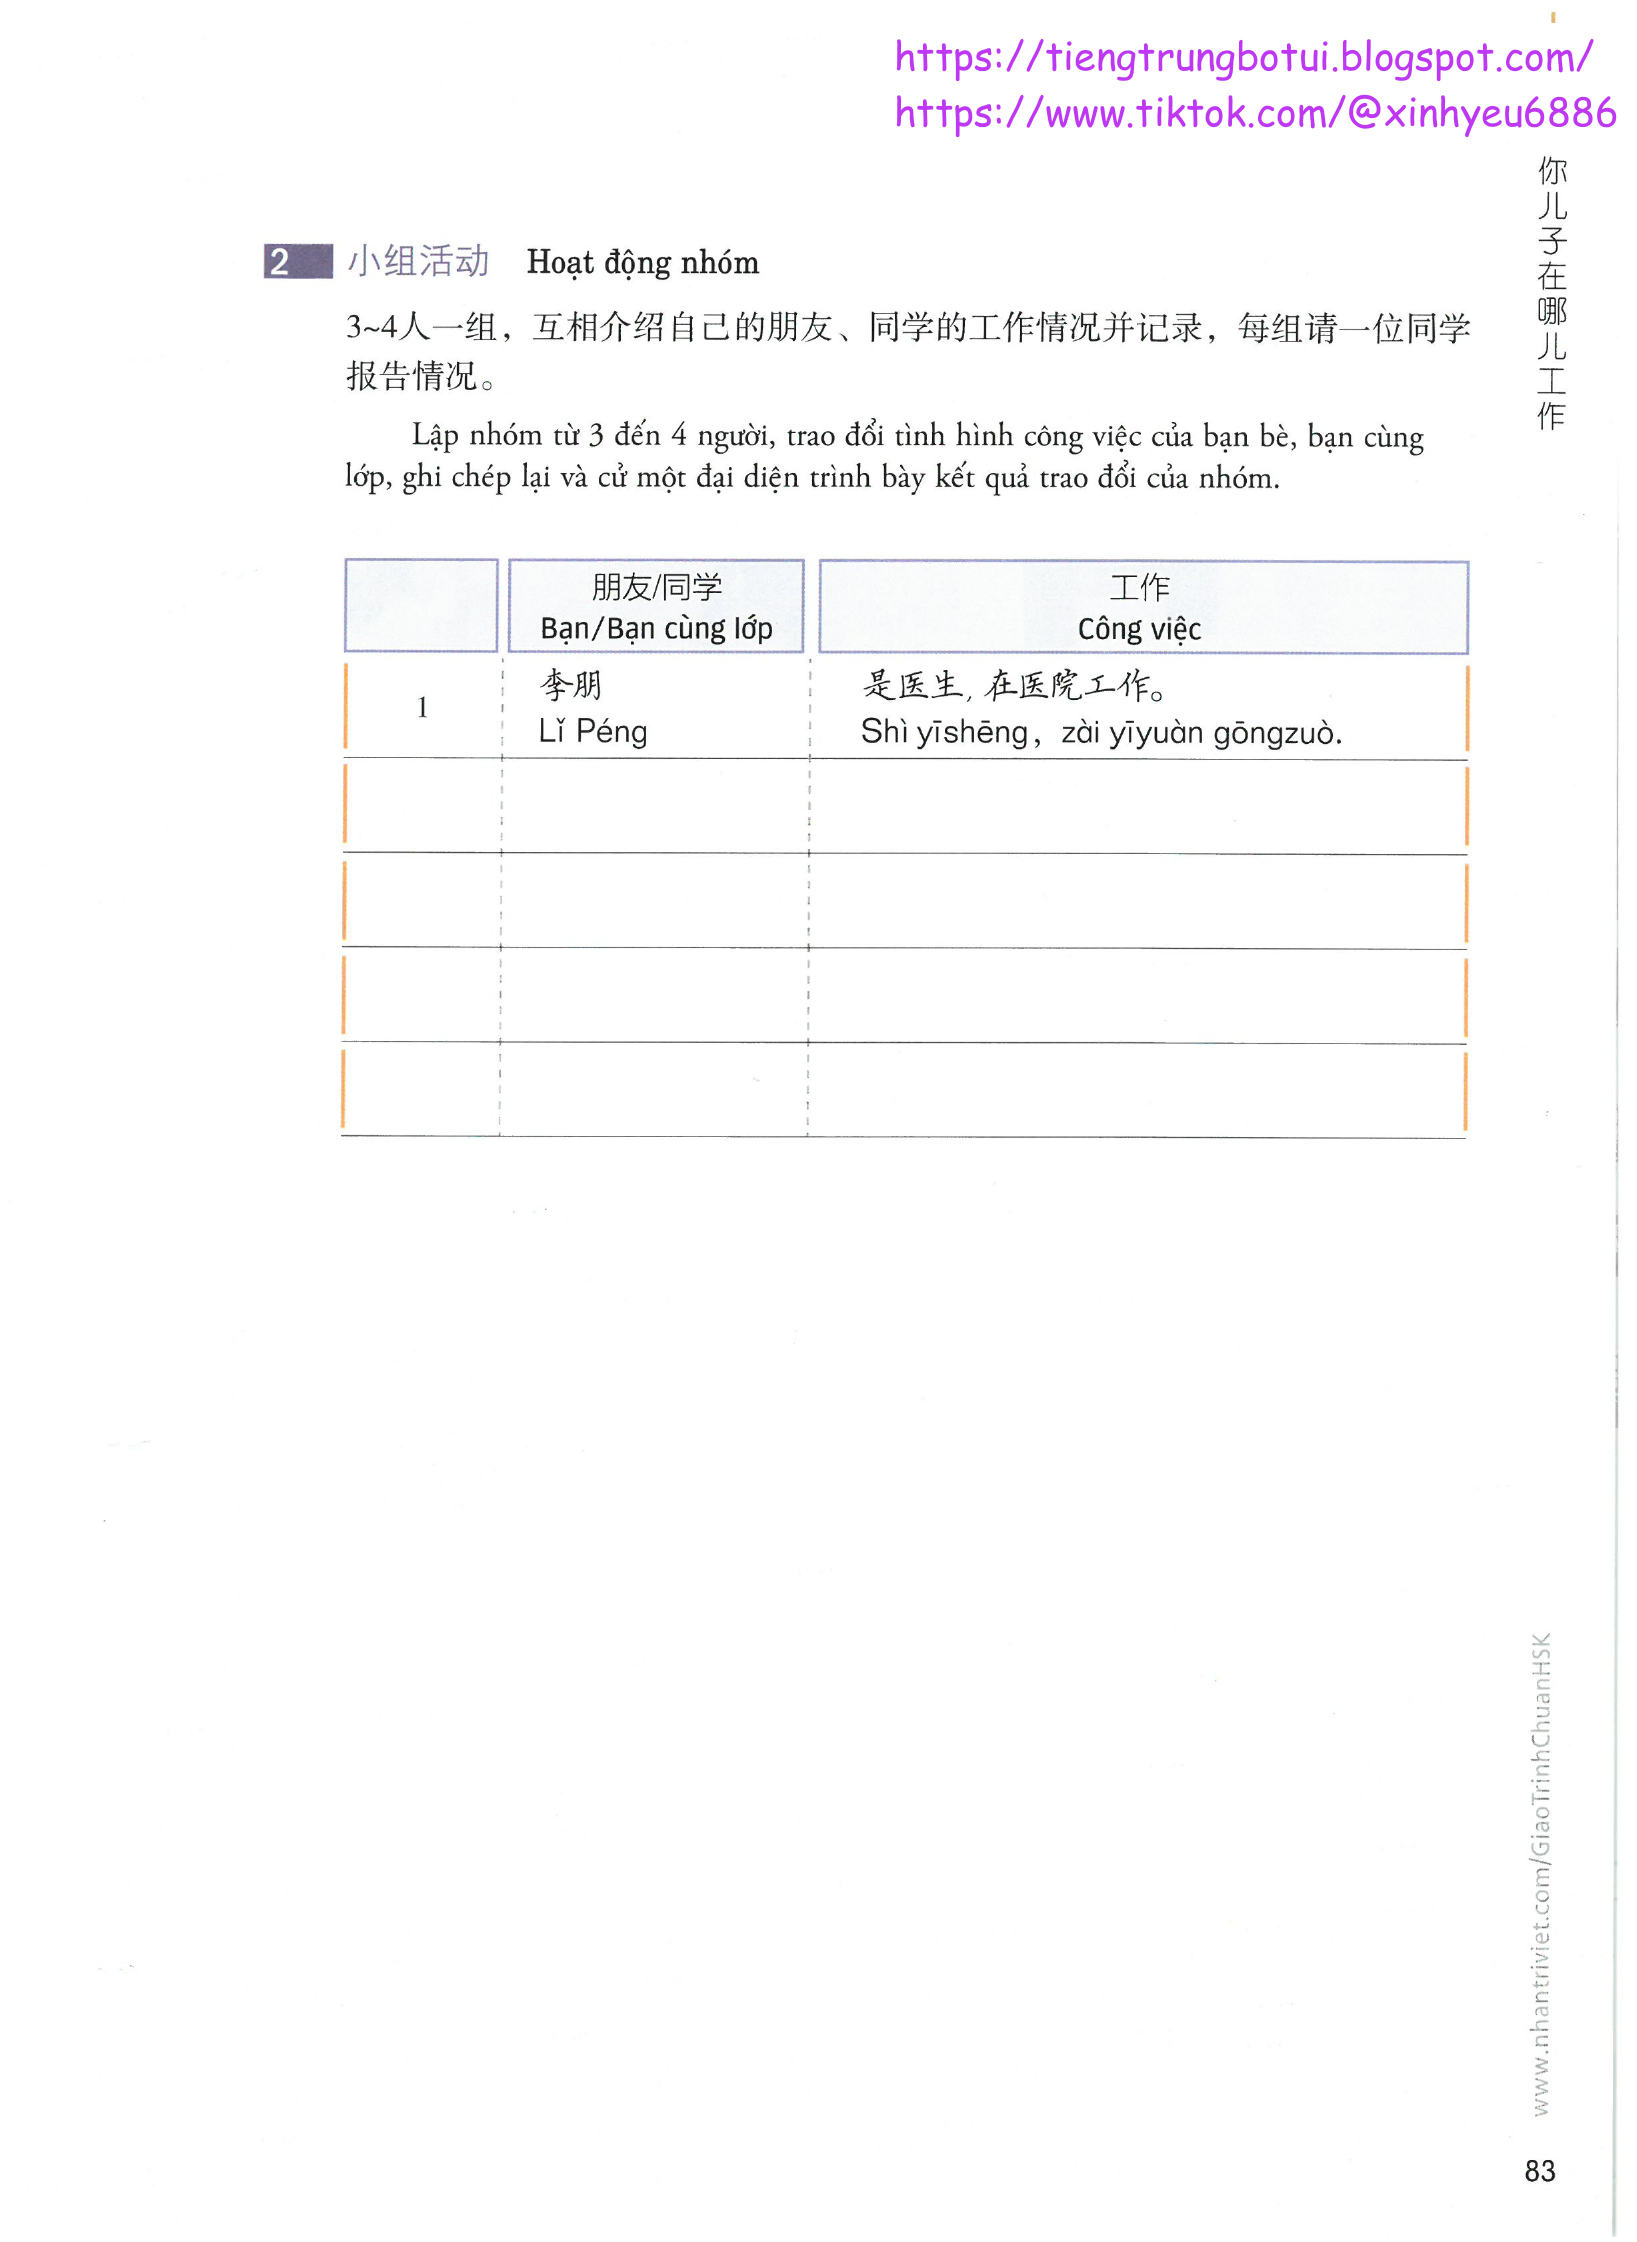 https://tiengtrungbotui.blogspot.com/
https://www.tiktok.com/@xinhyeu6886
你儿子在哪儿工作
2 小组活动 Hoạt động nhóm
3~4人一组，互相介绍自己的朋友、同学的工作情况并记录，每组请一位同学
报告情况。
Lập nhóm từ 3 đến 4 người, trao đổi tình hình công việc của bạn bè, bạn cùng
lớp, ghi chép lại và cử một đại diện trình bày kết quả trao đổi của nhóm.
朋友/同学 工作
Bạn/Bạn cùng lớp Công việc
李朋 是医生, 在医院工作。
1
Lǐ Péng Shì yīshēng, zài yīyuàn gōngzuò.
www.nhantriviet.com/GiaoTrinhChuanHSK
83